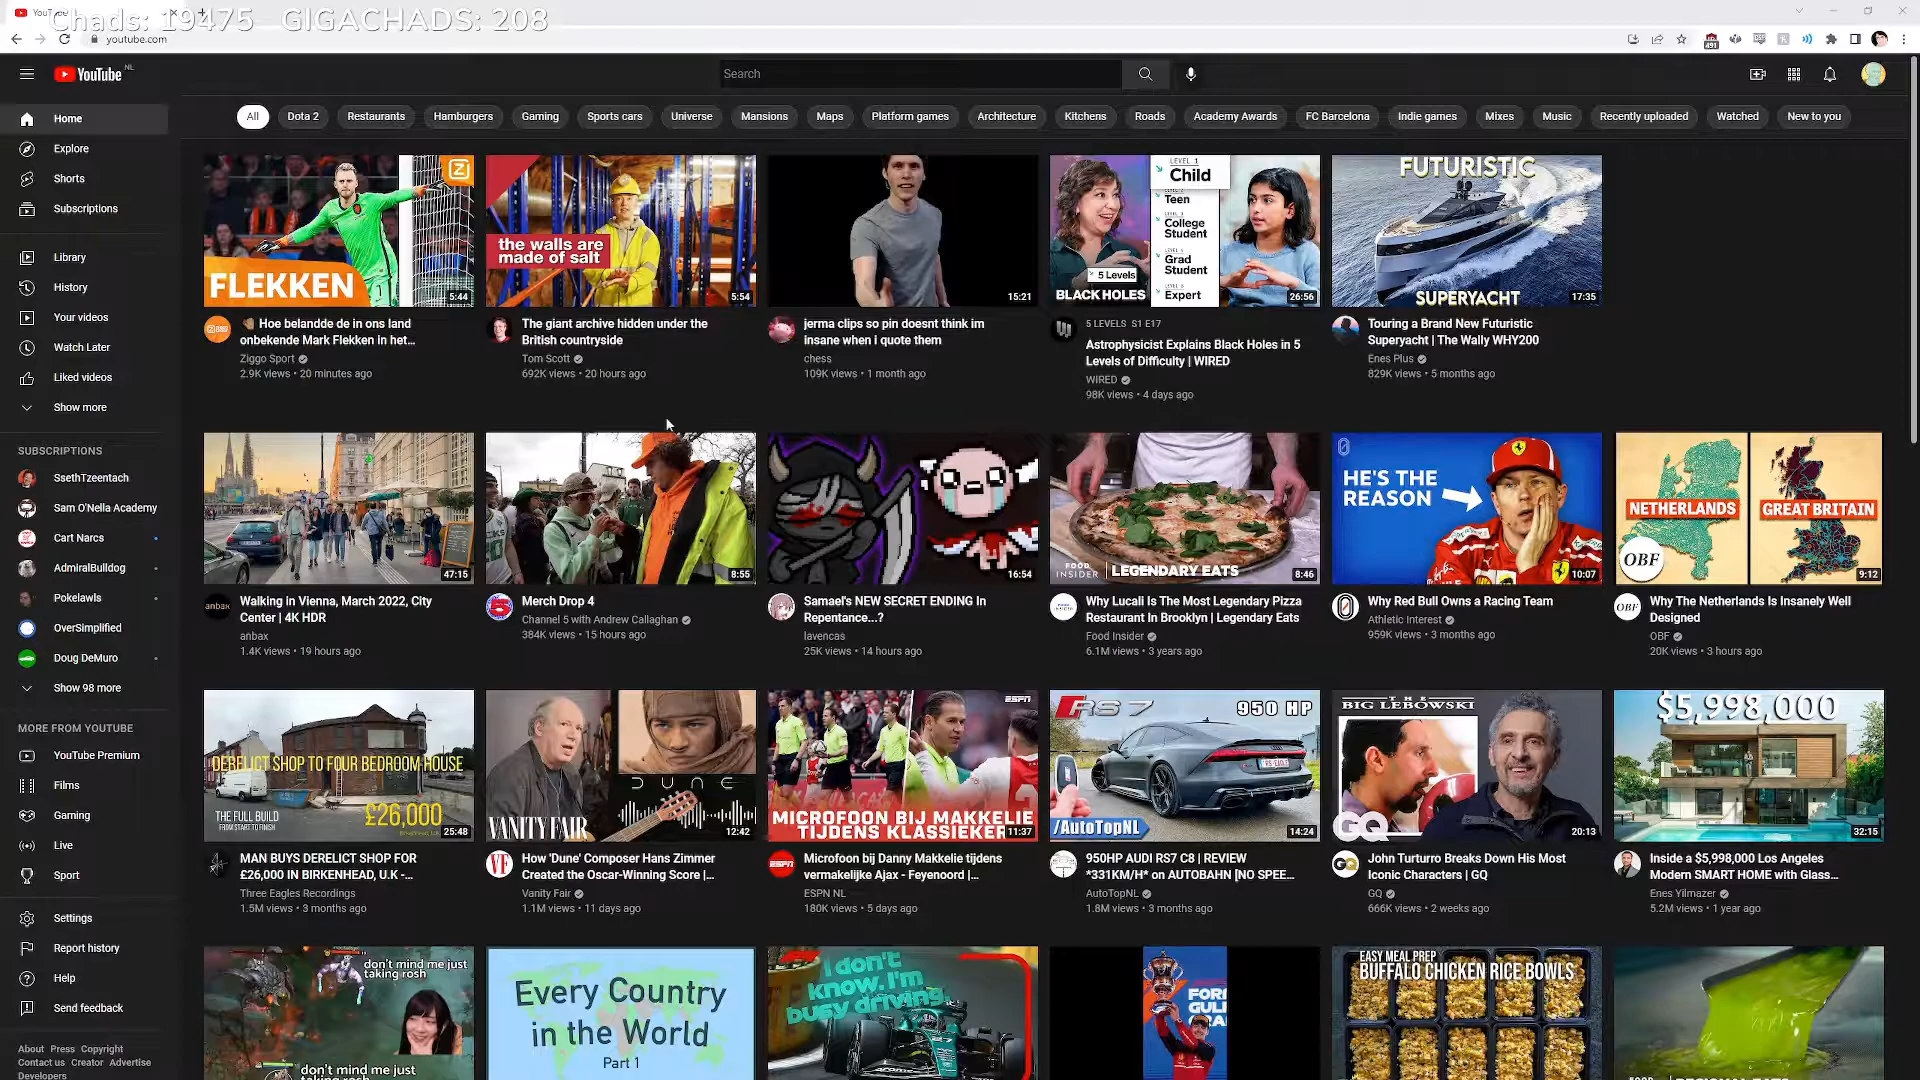 YouTube
Chads: 19475 GIGACHADS: 208
youtube.com
491
YouTube NL
Search
All
Dota 2
Restaurants
Hamburgers
Gaming
Sports cars
Universe
Mansions
Maps
Platform games
Architecture
Kitchens
Roads
Academy Awards
FC Barcelona
Indie games
Mixes
Music
Recently uploaded
Watched
New to you
Home
Explore
Shorts
Subscriptions
Library
History
Your videos
Watch Later
Liked videos
Show more
SUBSCRIPTIONS
SsethTzeentach
Sam O'Nella Academy
Cart Narcs
AdmiralBulldog
Pokelawls
OverSimplified
Doug DeMuro
Show 98 more
MORE FROM YOUTUBE
YouTube Premium
Films
Gaming
Live
Sport
Settings
Report history
Help
Send feedback
About Press Copyright
Contact us Creator Advertise
Developers
FLEKKEN
5:44
Hoe belandde de in ons land
onbekende Mark Flekken in het...
Ziggo Sport
2.9K views • 20 minutes ago
the walls are
made of salt
5:54
The giant archive hidden under the
British countryside
Tom Scott
692K views • 20 hours ago
15:21
jerma clips so pin doesnt think im
insane when i quote them
chess
109K views • 1 month ago
LEVEL 1
Child
Teen
College
Student
Grad
Student
Expert
5 Levels
BLACK HOLES
26:56
5 LEVELS S1 E17
Astrophysicist Explains Black Holes in 5
Levels of Difficulty | WIRED
WIRED
98K views • 4 days ago
FUTURISTIC
SUPERYACHT
17:35
Touring a Brand New Futuristic
Superyacht | The Wally WHY200
Enes Plus
829K views • 5 months ago
47:15
anbax
Walking in Vienna, March 2022, City
Center | 4K HDR
anbax
1.4K views • 19 hours ago
8:55
Merch Drop 4
Channel 5 with Andrew Callaghan
384K views • 15 hours ago
16:54
Samael's NEW SECRET ENDING In
Repentance...?
lavencas
25K views • 14 hours ago
FOOD
INSIDER
LEGENDARY EATS
8:46
Why Lucali Is The Most Legendary Pizza
Restaurant In Brooklyn | Legendary Eats
Food Insider
6.1M views • 3 years ago
HE'S THE
REASON
10:07
Why Red Bull Owns a Racing Team
Athletic Interest
959K views • 3 months ago
NETHERLANDS
GREAT BRITAIN
OBF
9:12
OBF
Why The Netherlands Is Insanely Well
Designed
OBF
20K views • 3 hours ago
DERELICT SHOP TO FOUR BEDROOM HOUSE
THE FULL BUILD
FROM START TO FINISH
£26,000
25:48
MAN BUYS DERELICT SHOP FOR
£26,000 IN BIRKENHEAD, U.K -...
Three Eagles Recordings
1.5M views • 3 months ago
DUNE
VANITY FAIR
12:42
VF
How 'Dune' Composer Hans Zimmer
Created the Oscar-Winning Score |...
Vanity Fair
1.1M views • 11 days ago
ESPN
MICROFOON BIJ MAKKELIE
TIJDENS KLASSIEKER
11:37
ESPN
Microfoon bij Danny Makkelie tijdens
vermakelijke Ajax - Feyenoord |...
ESPN NL
180K views • 5 days ago
RS 7
950 HP
/AutoTopNL
14:24
950HP AUDI RS7 C8 | REVIEW
*331KM/H* on AUTOBAHN [NO SPEE...
AutoTopNL
1.8M views • 3 months ago
THE
BIG LEBOWSKI
GQ
20:13
GQ
John Turturro Breaks Down His Most
Iconic Characters | GQ
GQ
666K views • 2 weeks ago
$5,998,000
32:15
Inside a $5,998,000 Los Angeles
Modern SMART HOME with Glass...
Enes Yilmazer
5.2M views • 1 year ago
don't mind me just
taking rosh
don't mind me just
Every Country
in the World
Part 1
I don't
know. I'm
busy driving.
EASY MEAL PREP
BUFFALO CHICKEN RICE BOWLS